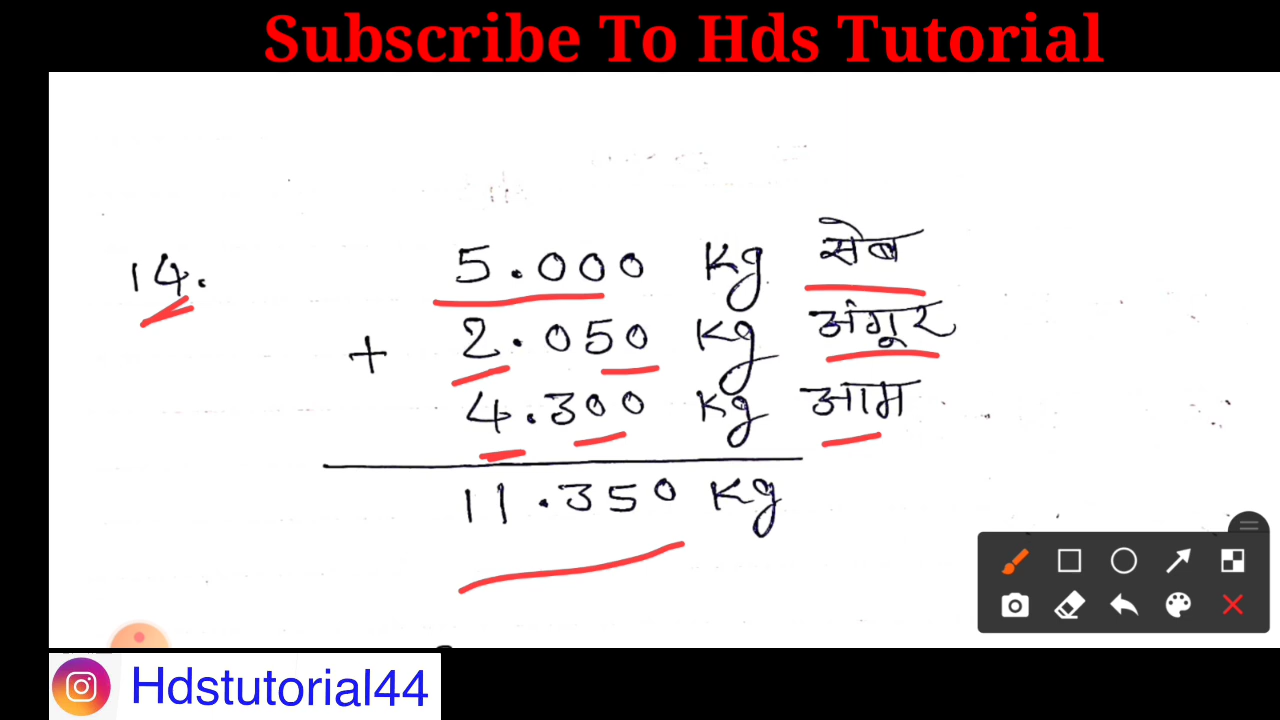 Subscribe To Hds Tutorial
14. 5.000 Kg सेब
+ 2.050 Kg अंगूर
4.300 Kg आम
11.350 Kg
Hdstutorial44